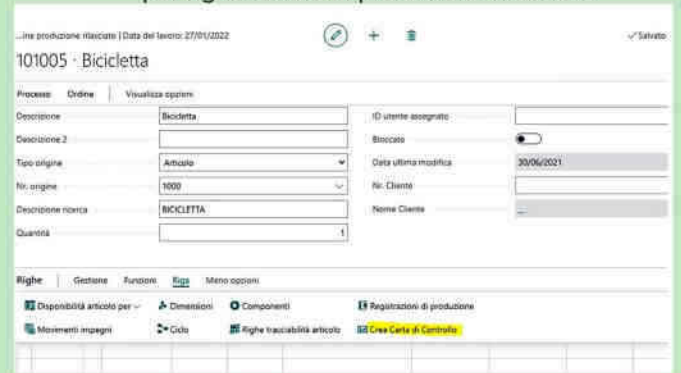 ...ine produzione rilasciato | Data del lavoro: 27/01/2022
Salvato
101005 · Bicicletta
Processo Ordine Visualizza opzioni
Descrizione Bicicletta ID utente assegnato
Descrizione 2 Bloccato
Tipo origine Articolo Data ultima modifica 30/06/2021
Nr. origine 1000 Nr. Cliente
Descrizione ricerca BICICLETTA Nome Cliente
Quantità 1
Righe Gestione Funzioni Riga Meno opzioni
Disponibilità articolo per Dimensioni Componenti Registrazioni di produzione
Movimenti impegni Ciclo Righe tracciabilità articolo Crea Carta di Controllo